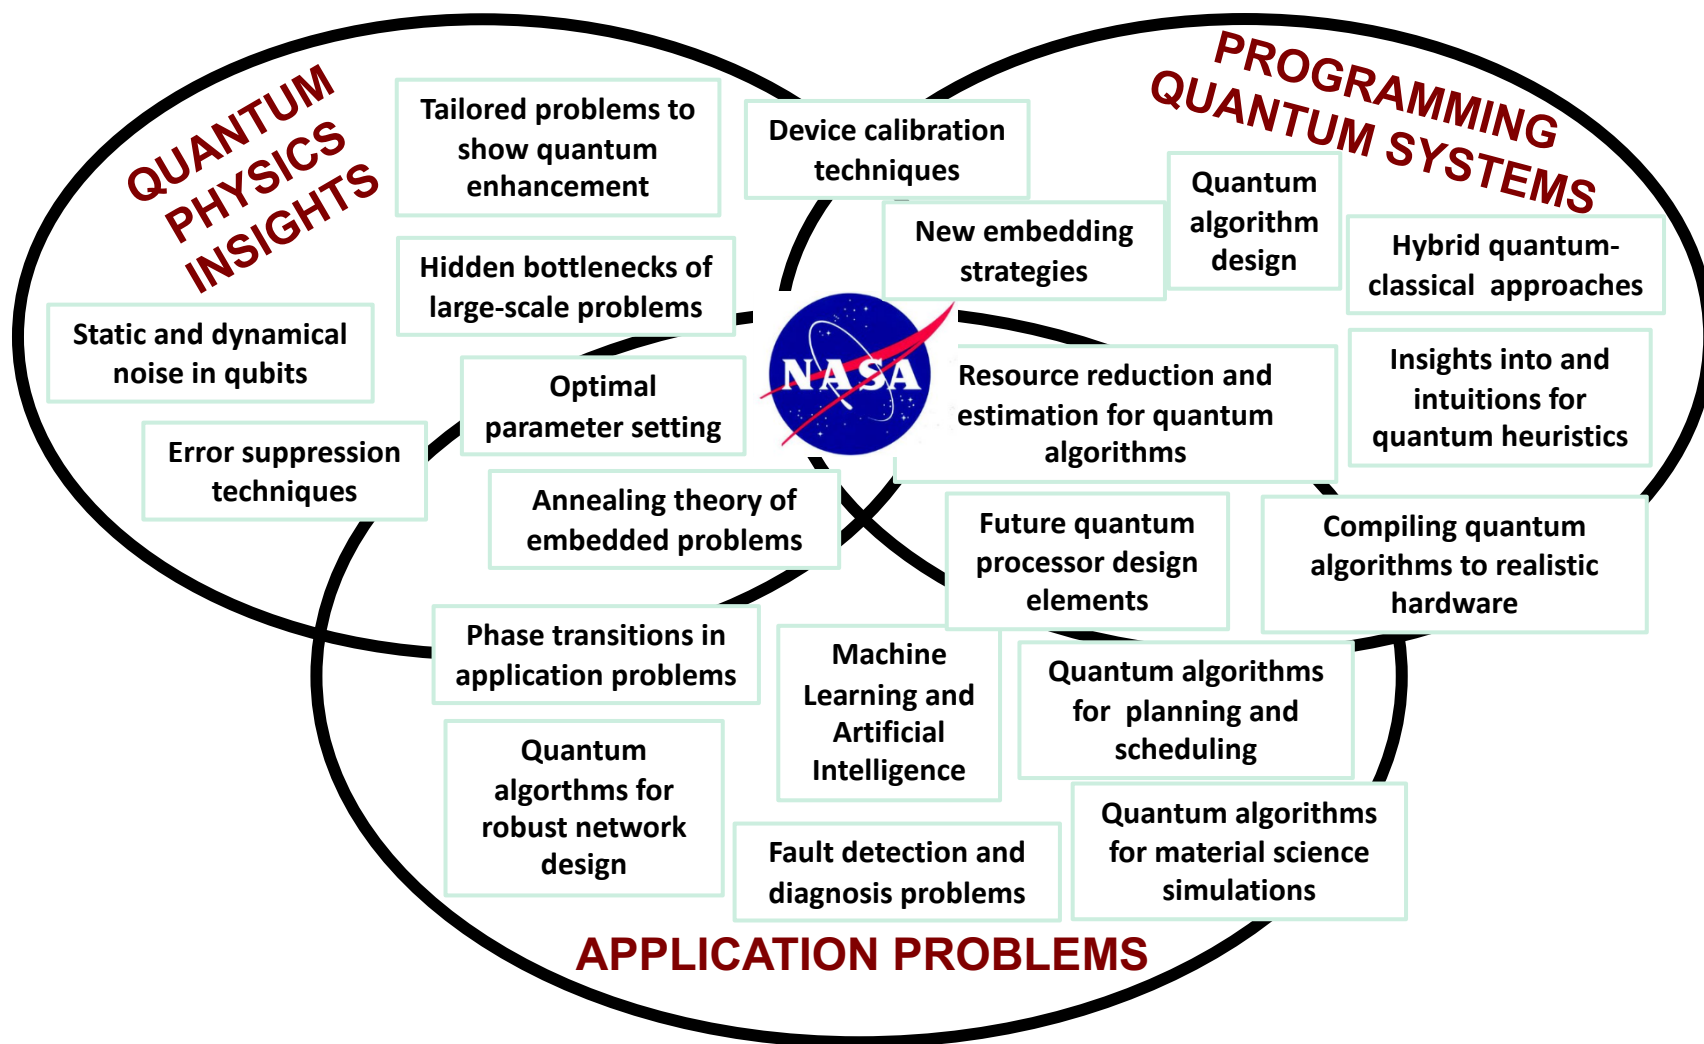 QUANTUM
PHYSICS
INSIGHTS
PROGRAMMING
QUANTUM SYSTEMS
Tailored problems to
show quantum
enhancement
Device calibration
techniques
Quantum
algorithm
design
New embedding
strategies
Hybrid quantum-
classical approaches
Hidden bottlenecks of
large-scale problems
Static and dynamical
noise in qubits
NASA
Optimal
parameter setting
Resource reduction and
estimation for quantum
algorithms
Insights into and
intuitions for
quantum heuristics
Error suppression
techniques
Annealing theory of
embedded problems
Future quantum
processor design
elements
Compiling quantum
algorithms to realistic
hardware
Phase transitions in
application problems
Machine
Learning and
Artificial
Intelligence
Quantum algorithms
for planning and
scheduling
Quantum
algorthms for
robust network
design
Fault detection and
diagnosis problems
Quantum algorithms
for material science
simulations
APPLICATION PROBLEMS